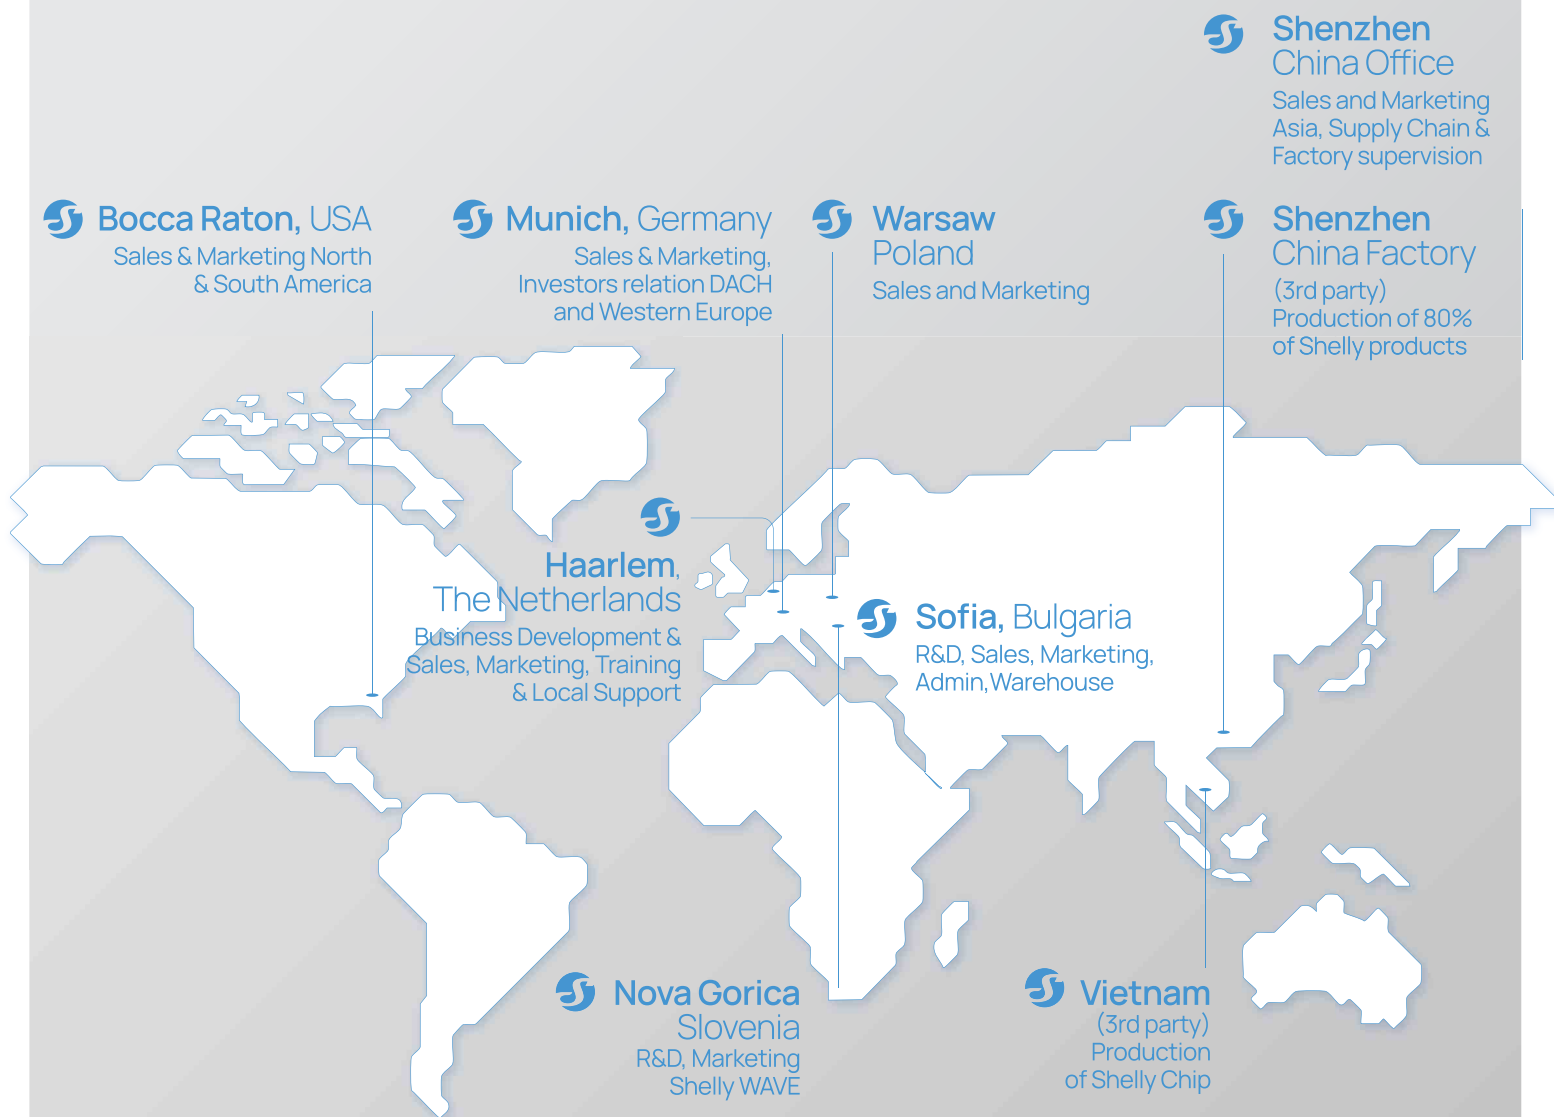 Shenzhen
China Office
Sales and Marketing
Asia, Supply Chain &
Factory supervision
Bocca Raton, USA
Sales & Marketing North
& South America
Munich, Germany
Sales & Marketing,
Investors relation DACH
and Western Europe
Warsaw
Poland
Sales and Marketing
Shenzhen
China Factory
(3rd party)
Production of 80%
of Shelly products
Haarlem,
The Netherlands
Business Development &
Sales, Marketing, Training
& Local Support
Sofia, Bulgaria
R&D, Sales, Marketing,
Admin,Warehouse
Nova Gorica
Slovenia
R&D, Marketing
Shelly WAVE
Vietnam
(3rd party)
Production
of Shelly Chip